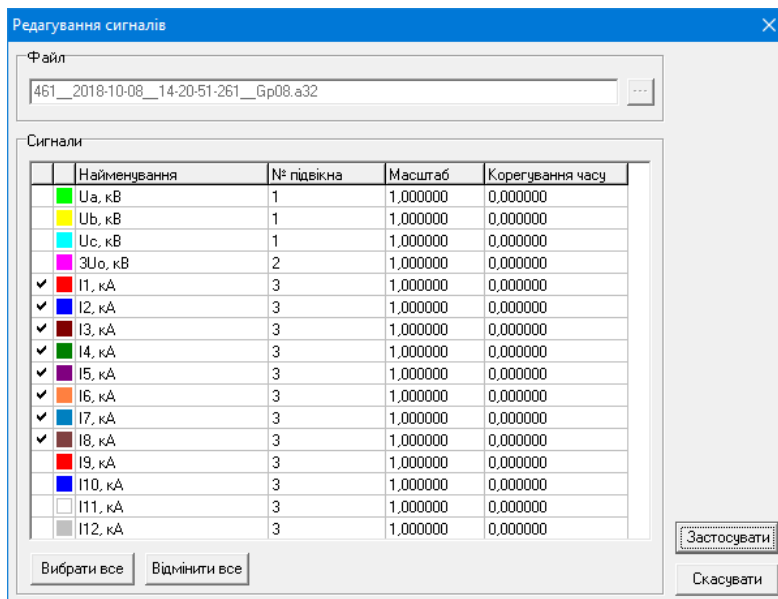 Редагування сигналів
Файл
461__2018-10-08__14-20-51-261__Gp08.a32
...
Сигнали
Найменування № підвікна Масштаб Корегування часу
Ua, кВ 1 1,000000 0,000000
Ub, кВ 1 1,000000 0,000000
Uc, кВ 1 1,000000 0,000000
3Uo, кВ 2 1,000000 0,000000
I1, кА 3 1,000000 0,000000
I2, кА 3 1,000000 0,000000
I3, кА 3 1,000000 0,000000
I4, кА 3 1,000000 0,000000
I5, кА 3 1,000000 0,000000
I6, кА 3 1,000000 0,000000
I7, кА 3 1,000000 0,000000
I8, кА 3 1,000000 0,000000
I9, кА 3 1,000000 0,000000
I10, кА 3 1,000000 0,000000
I11, кА 3 1,000000 0,000000
I12, кА 3 1,000000 0,000000
Застосувати
Вибрати все Відмінити все
Скасувати